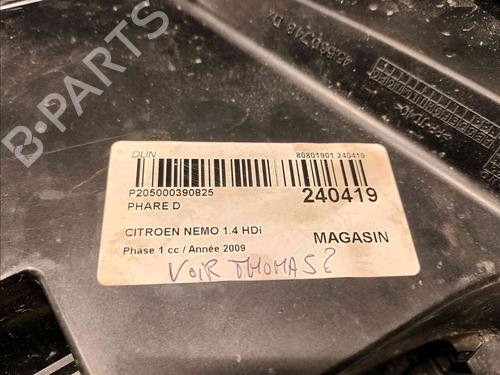 DUN
80801901 240419
P205000390825
240419
PHARE D
CITROEN NEMO 1.4 HDi
MAGASIN
Phase 1 cc / Année 2009
VOIR THOMAS ?